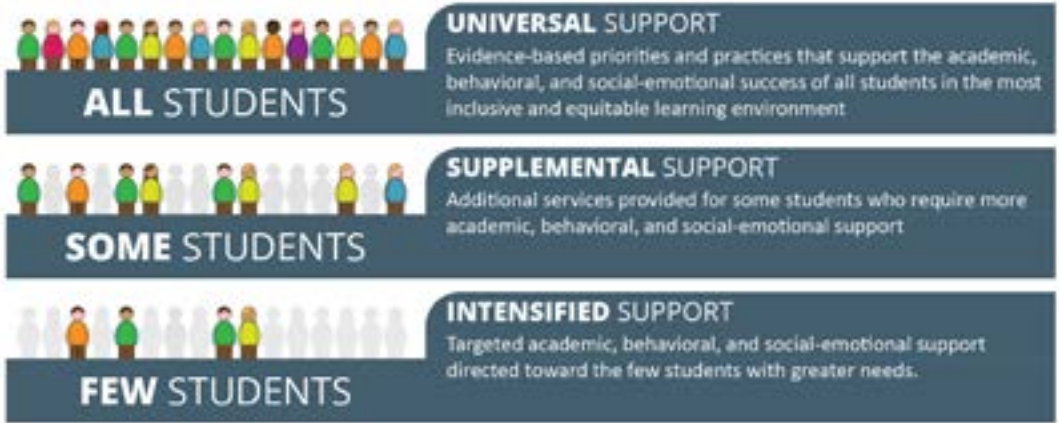 ALL STUDENTS
UNIVERSAL SUPPORT
Evidence-based priorities and practices that support the academic,
behavioral, and social-emotional success of all students in the most
inclusive and equitable learning environment
SOME STUDENTS
SUPPLEMENTAL SUPPORT
Additional services provided for some students who require more
academic, behavioral, and social-emotional support
FEW STUDENTS
INTENSIFIED SUPPORT
Targeted academic, behavioral, and social-emotional support
directed toward the few students with greater needs.